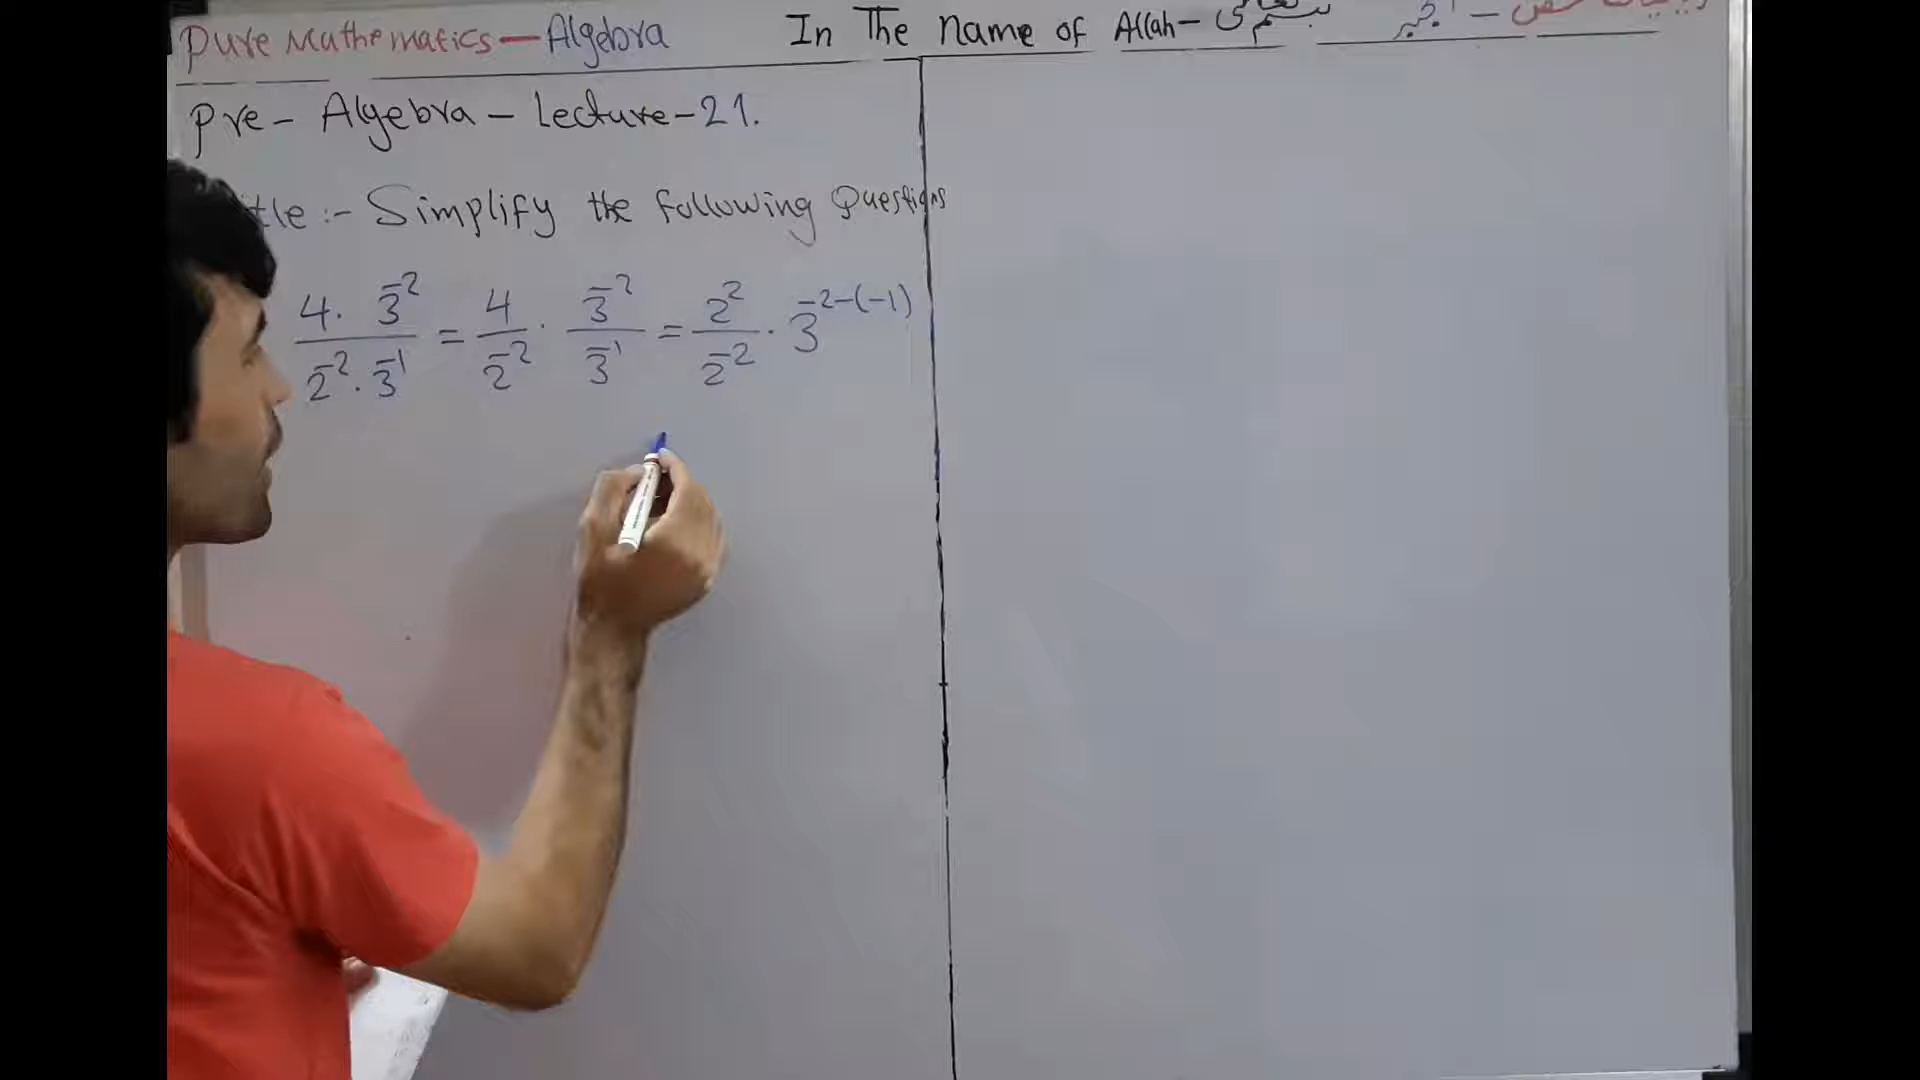 Pure Mathematics — Algebra In The Name of Allah –
Pre – Algebra – Lecture – 21.
:- Simplify the following Questions
4 · 3⁻² / 2⁻² · 3⁻¹ = 4 / 2⁻² · 3⁻² / 3⁻¹ = 2² / 2⁻² · 3⁻²⁻⁽⁻¹⁾